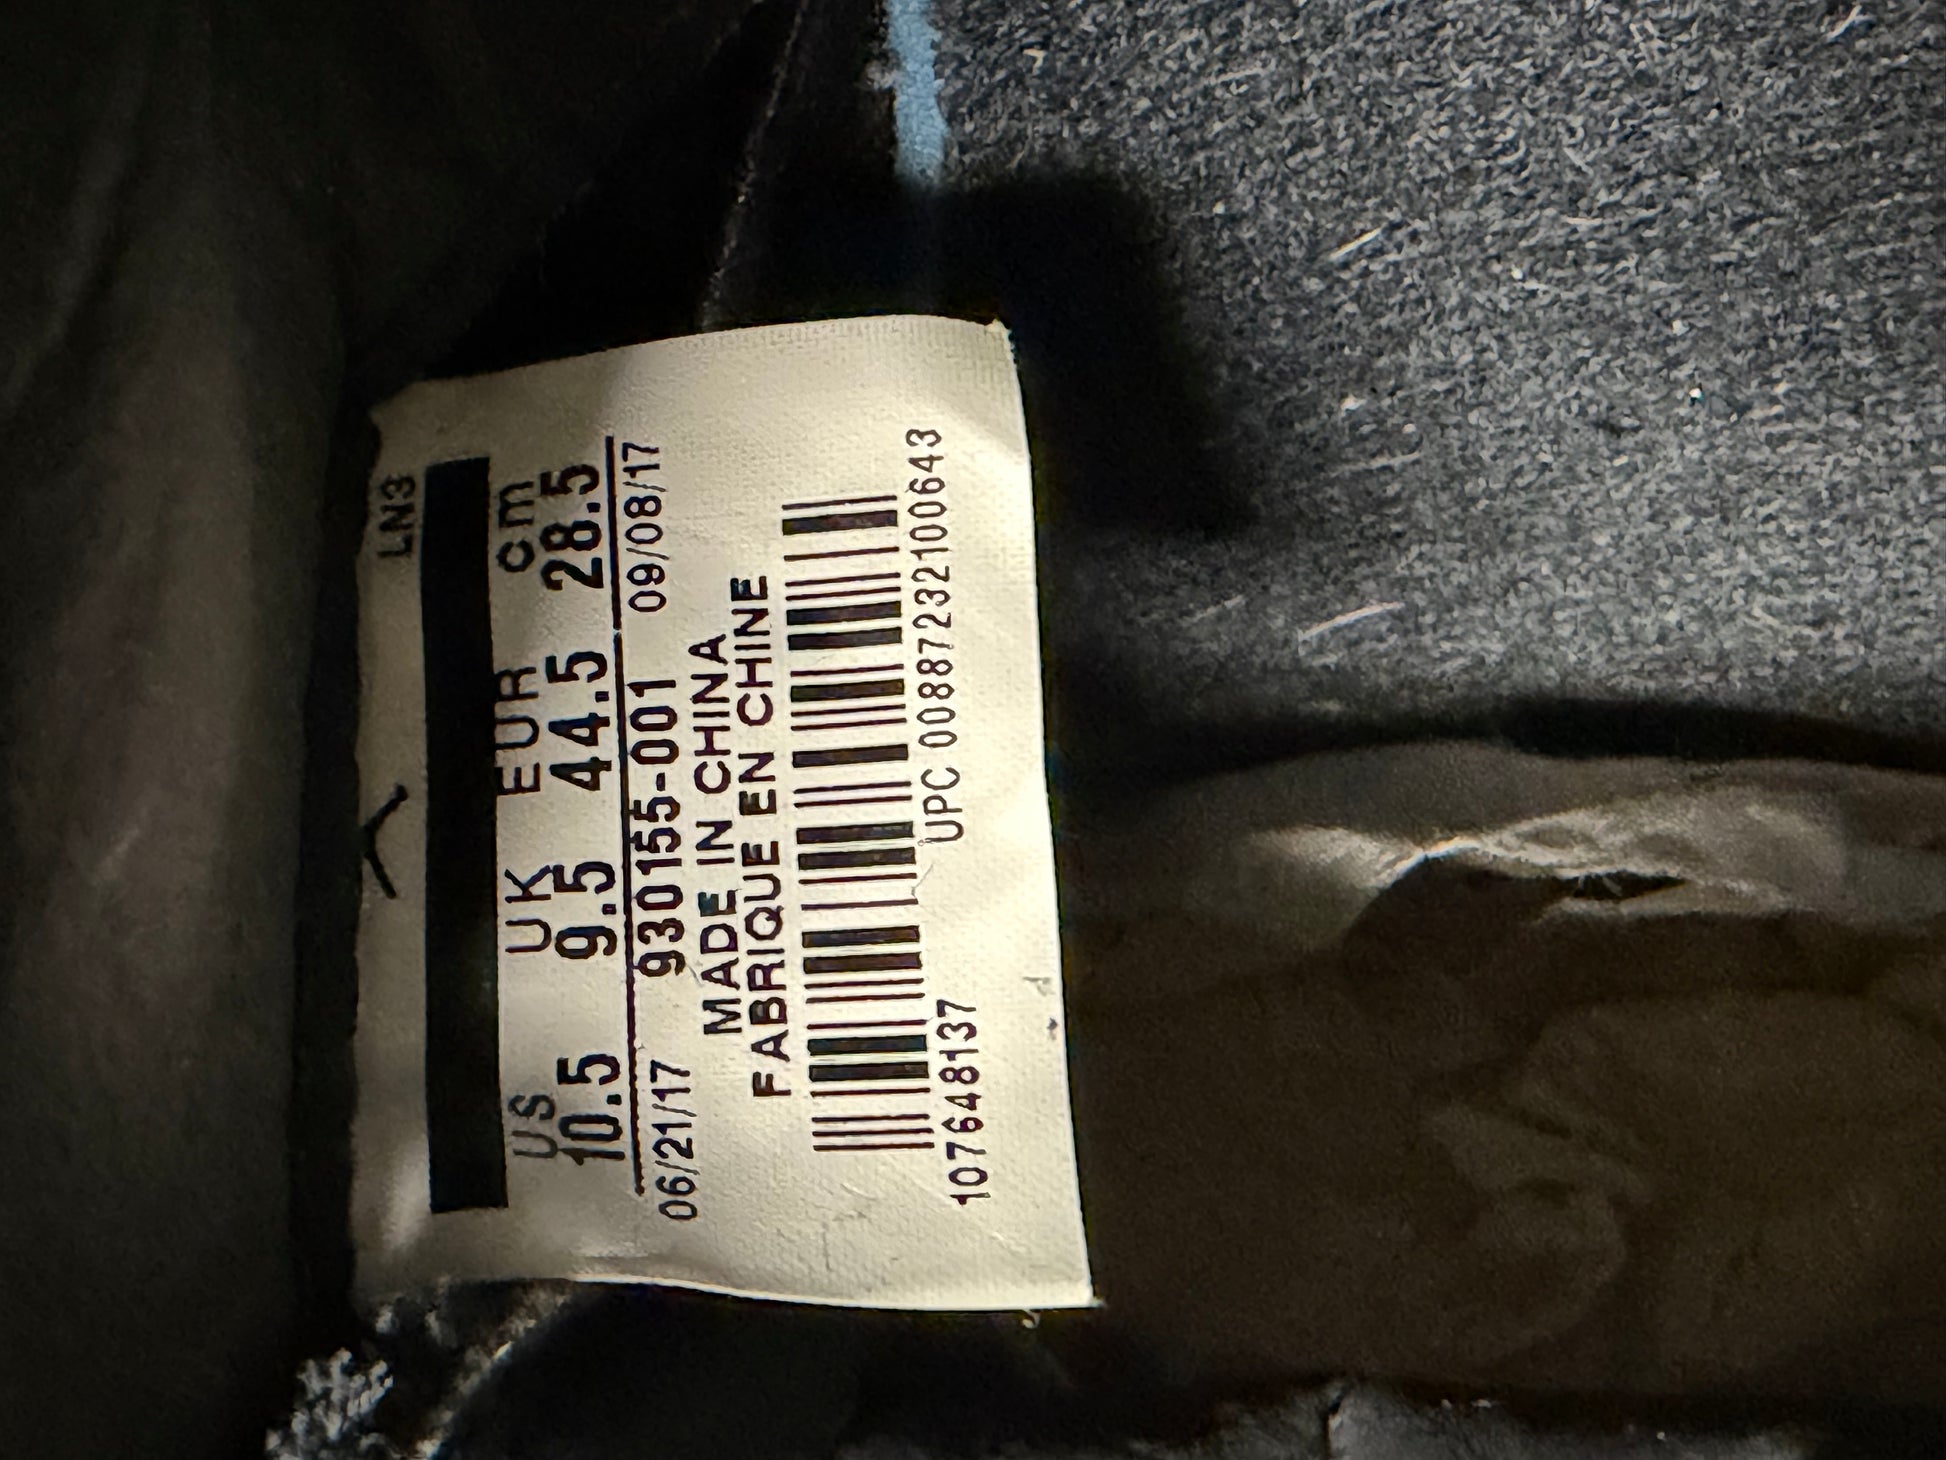 LN3
US UK EUR cm
10.5 9.5 44.5 28.5
06/21/17 930155-001 09/08/17
MADE IN CHINA
FABRIQUE EN CHINE
107648137 UPC 00887232100643